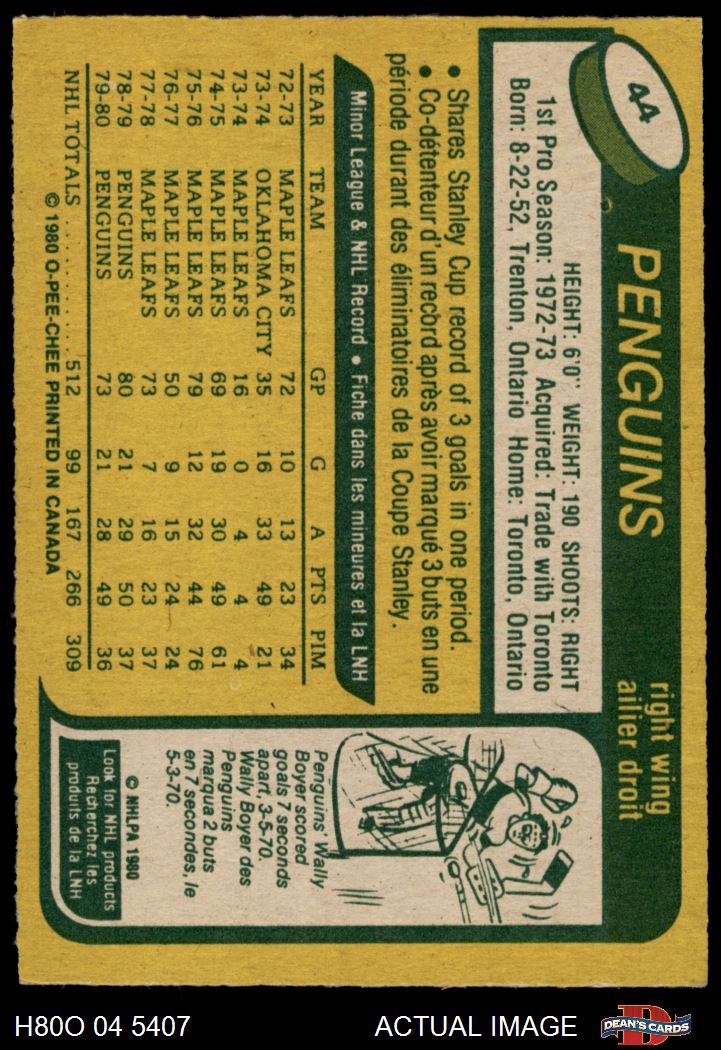 44
PENGUINS
right wing
ailier droit
HEIGHT: 6'0" WEIGHT: 190 SHOOTS: RIGHT
1st Pro Season: 1972-73 Acquired: Trade with Toronto
Born: 8-22-52, Trenton, Ontario Home: Toronto, Ontario
• Shares Stanley Cup record of 3 goals in one period.
• Co-détenteur d'un record après avoir marqué 3 buts en une
période durant des éliminatoires de la Coupe Stanley.
Minor League & NHL Record • Fiche dans les mineures et la LNH
YEAR TEAM GP G A PTS PIM
72-73 MAPLE LEAFS 72 10 13 23 34
73-74 OKLAHOMA CITY 35 16 33 49 21
73-74 MAPLE LEAFS 16 0 4 4 4
74-75 MAPLE LEAFS 69 19 30 49 61
75-76 MAPLE LEAFS 79 12 32 44 76
76-77 MAPLE LEAFS 50 9 15 24 24
77-78 MAPLE LEAFS 73 7 16 23 37
78-79 PENGUINS 80 21 29 50 37
79-80 PENGUINS 73 21 28 49 36
NHL TOTALS ............... 512 99 167 266 309
© 1980 O-PEE-CHEE PRINTED IN CANADA
Penguins' Wally
Boyer scored
goals 7 seconds
apart, 3-5-70.
Wally Boyer des
Penguins
marqua 2 buts
en 7 secondes, le
5-3-70.
© NHLPA 1980
Look for NHL products
Recherchez les
produits de la LNH
H80O 04 5407
ACTUAL IMAGE
D
DEAN'S CARDS